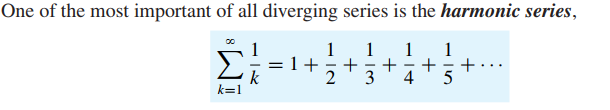 One of the most important of all diverging series is the harmonic series,
∞
∑ 1/k = 1 + 1/2 + 1/3 + 1/4 + 1/5 + ⋯
k=1